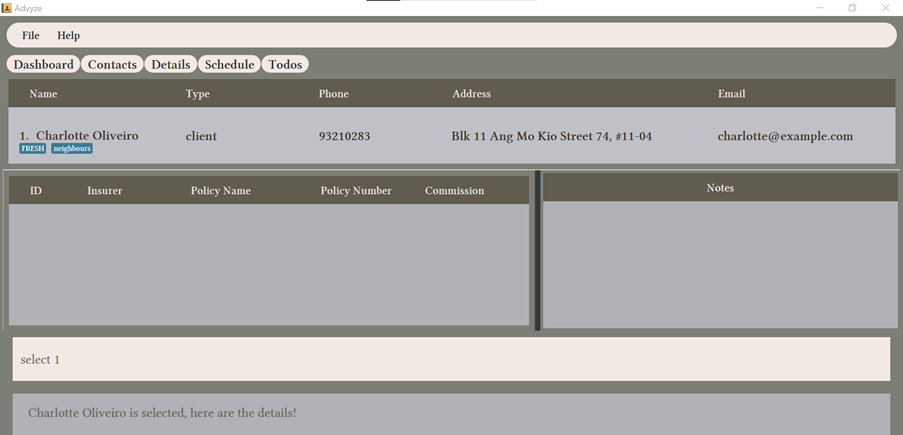 Advyze
File Help
Dashboard Contacts Details Schedule Todos
Name Type Phone Address Email
1. Charlotte Oliveiro client 93210283 Blk 11 Ang Mo Kio Street 74, #11-04 charlotte@example.com
FRESH neighbours
ID Insurer Policy Name Policy Number Commission Notes
select 1
Charlotte Oliveiro is selected, here are the details!